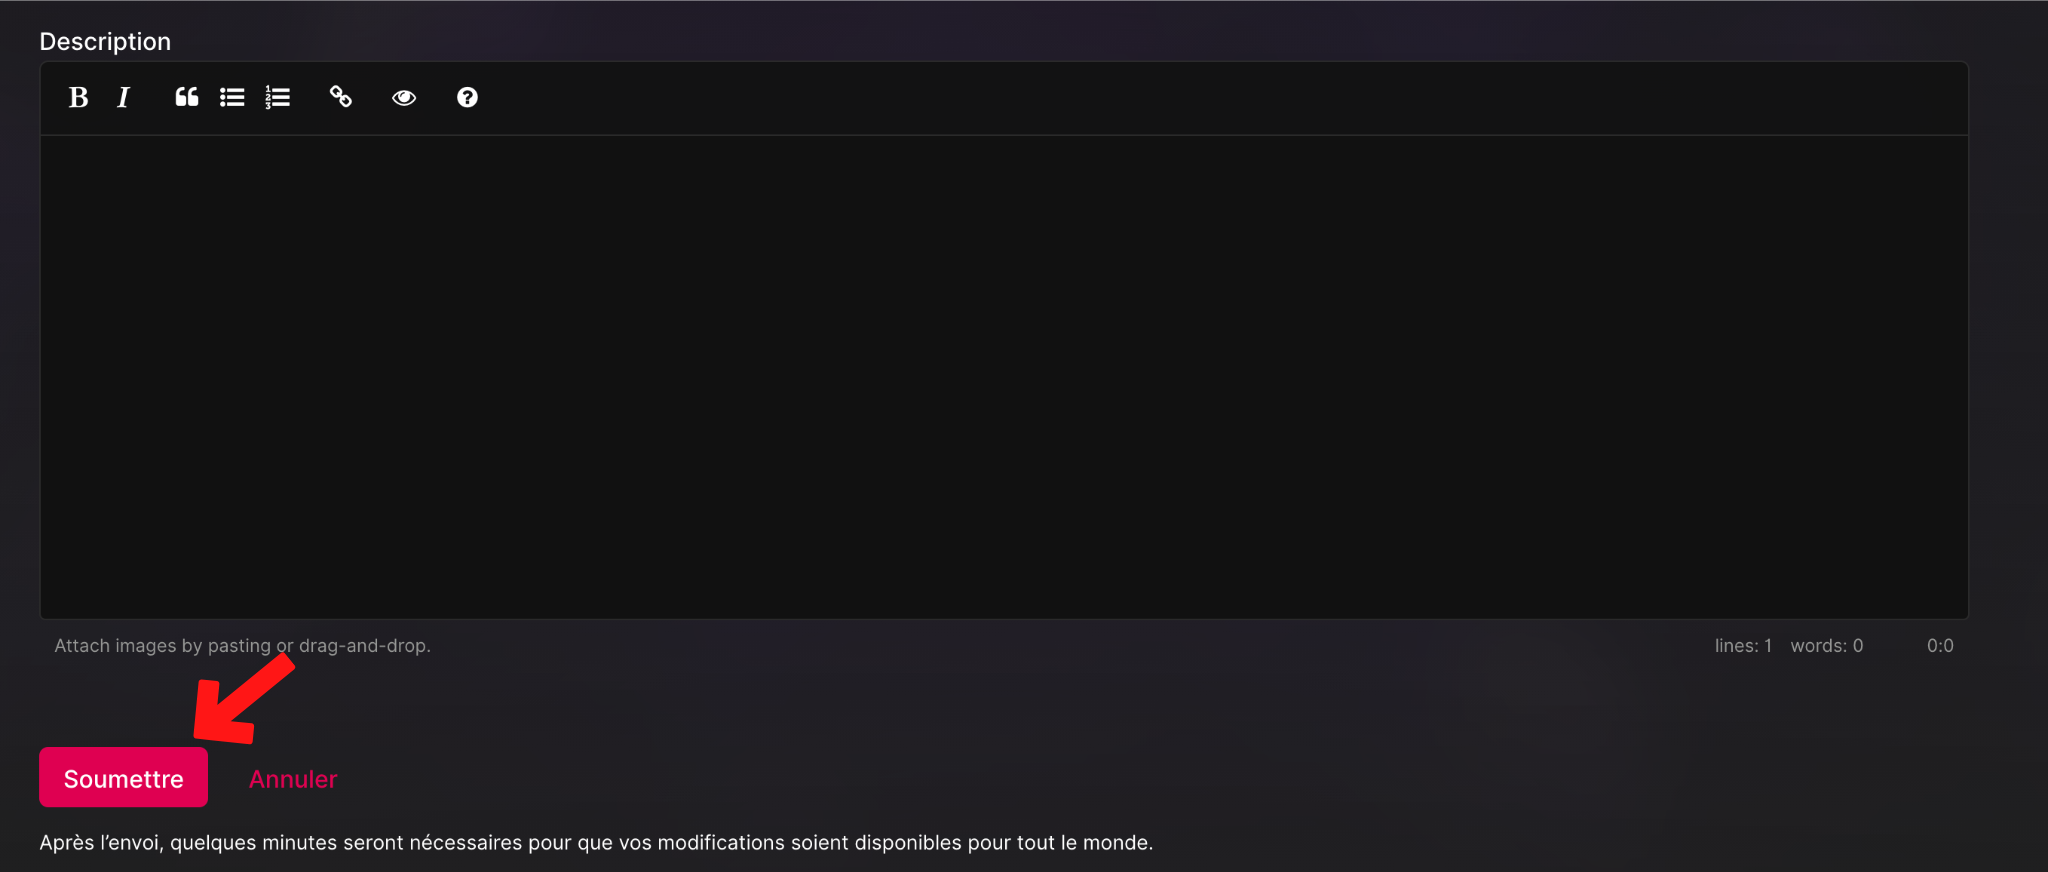 Description
B I
Attach images by pasting or drag-and-drop.
lines: 1 words: 0 0:0
Soumettre Annuler
Après l’envoi, quelques minutes seront nécessaires pour que vos modifications soient disponibles pour tout le monde.